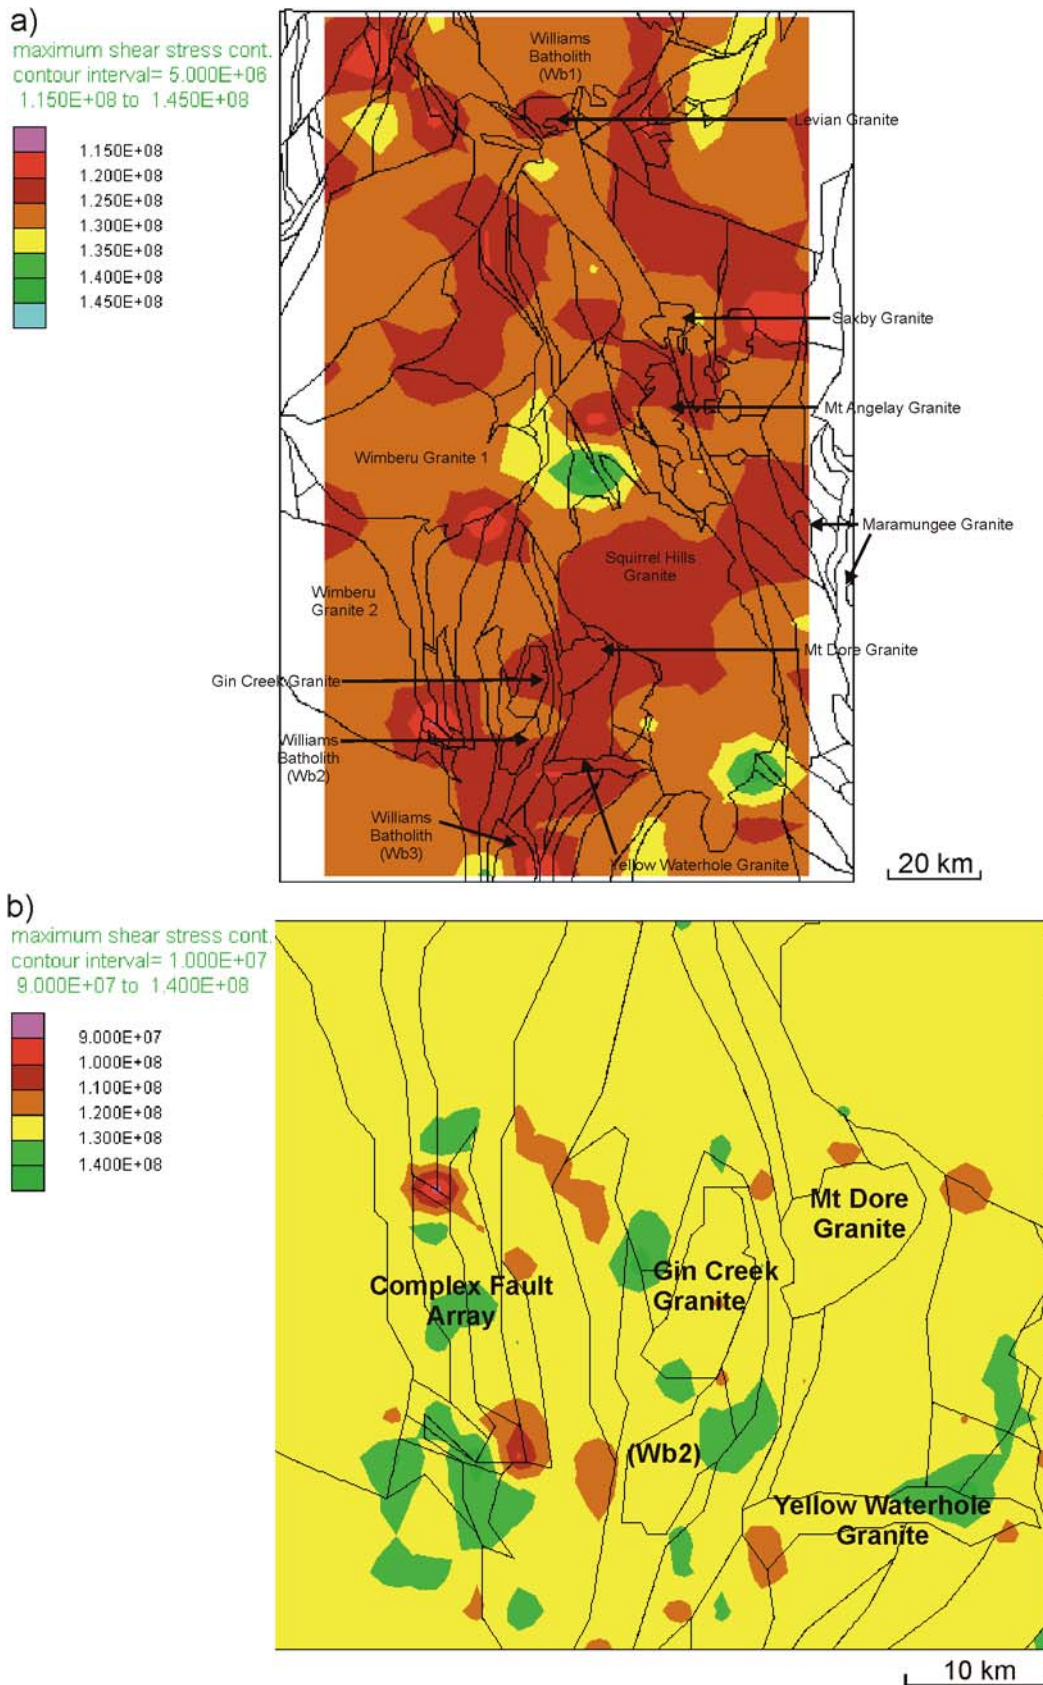 a)
maximum shear stress cont.
contour interval= 5.000E+06
1.150E+08 to 1.450E+08
1.150E+08
1.200E+08
1.250E+08
1.300E+08
1.350E+08
1.400E+08
1.450E+08
Williams
Batholith
(Wb1)
Levian Granite
Saxby Granite
Mt Angelay Granite
Wimberu Granite 1
Maramungee Granite
Squirrel Hills
Granite
Wimberu
Granite 2
Mt Dore Granite
Gin Creek Granite
Williams
Batholith
(Wb2)
Williams
Batholith
(Wb3)
Yellow Waterhole Granite
20 km
b)
maximum shear stress cont.
contour interval= 1.000E+07
9.000E+07 to 1.400E+08
9.000E+07
1.000E+08
1.100E+08
1.200E+08
1.300E+08
1.400E+08
Mt Dore
Granite
Gin Creek
Granite
Complex Fault
Array
(Wb2)
Yellow Waterhole
Granite
10 km